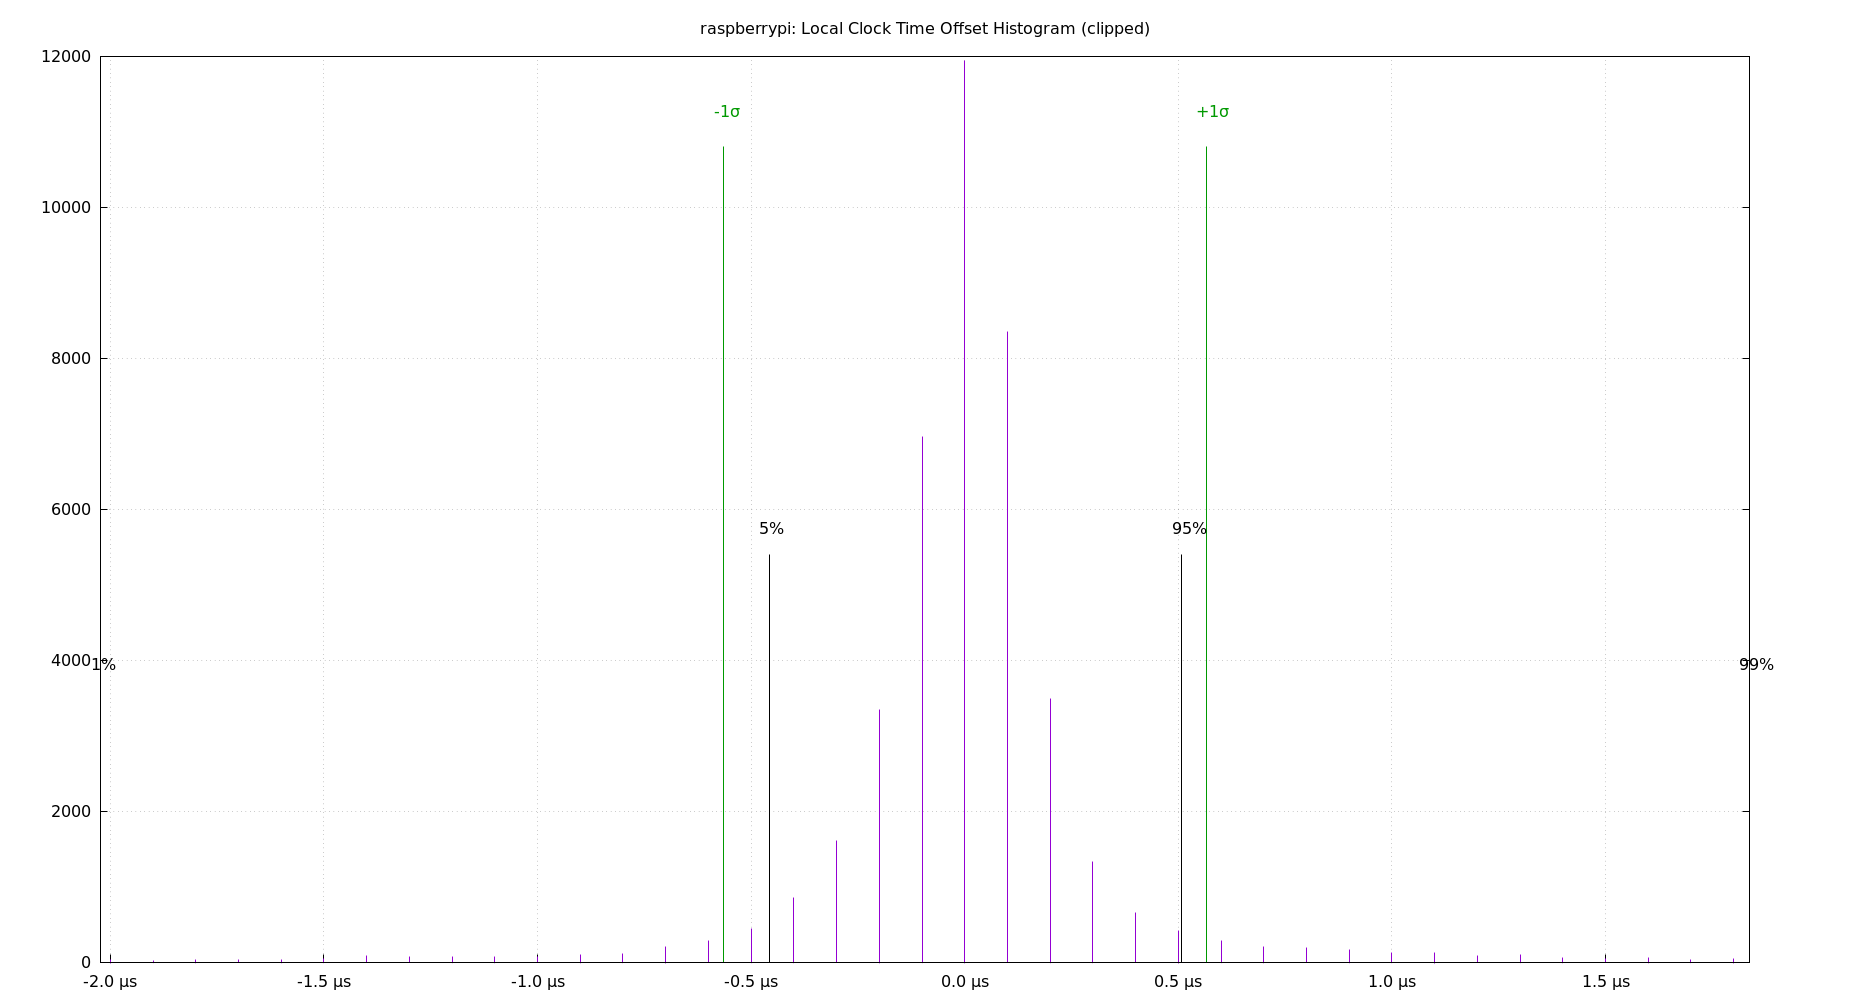 raspberrypi: Local Clock Time Offset Histogram (clipped)
12000
-1σ
+1σ
10000
8000
6000
5%
95%
4000
1%
99%
2000
0
-2.0 µs
-1.5 µs
-1.0 µs
-0.5 µs
0.0 µs
0.5 µs
1.0 µs
1.5 µs